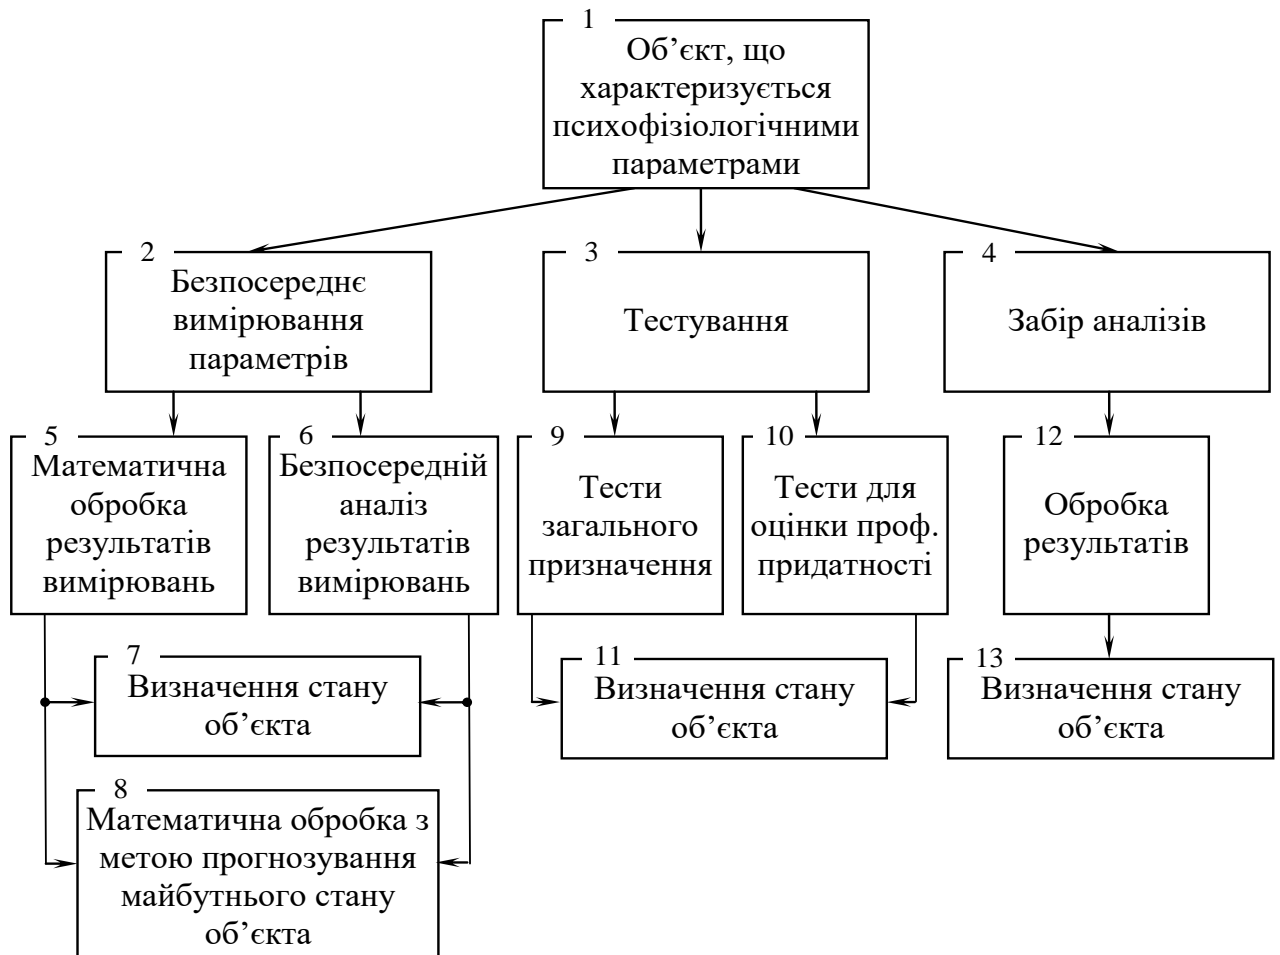 1
Об’єкт, що
характеризується
психофізіологічними
параметрами
2
Безпосереднє
вимірювання
параметрів
3
Тестування
4
Забір аналізів
5
Математична
обробка
результатів
вимірювань
6
Безпосередній
аналіз
результатів
вимірювань
9
Тести
загального
призначення
10
Тести для
оцінки проф.
придатності
12
Обробка
результатів
7
Визначення стану
об’єкта
11
Визначення стану
об’єкта
13
Визначення стану
об’єкта
8
Математична обробка з
метою прогнозування
майбутнього стану
об’єкта